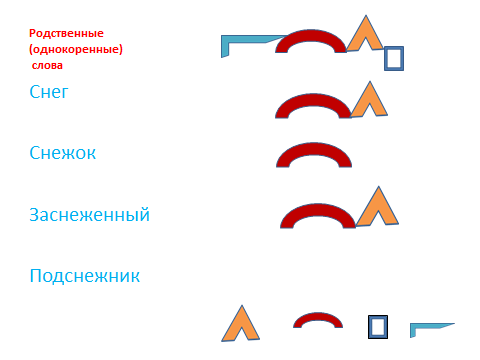 Родственные
(однокоренные)
слова
Снег
Снежок
Заснеженный
Подснежник